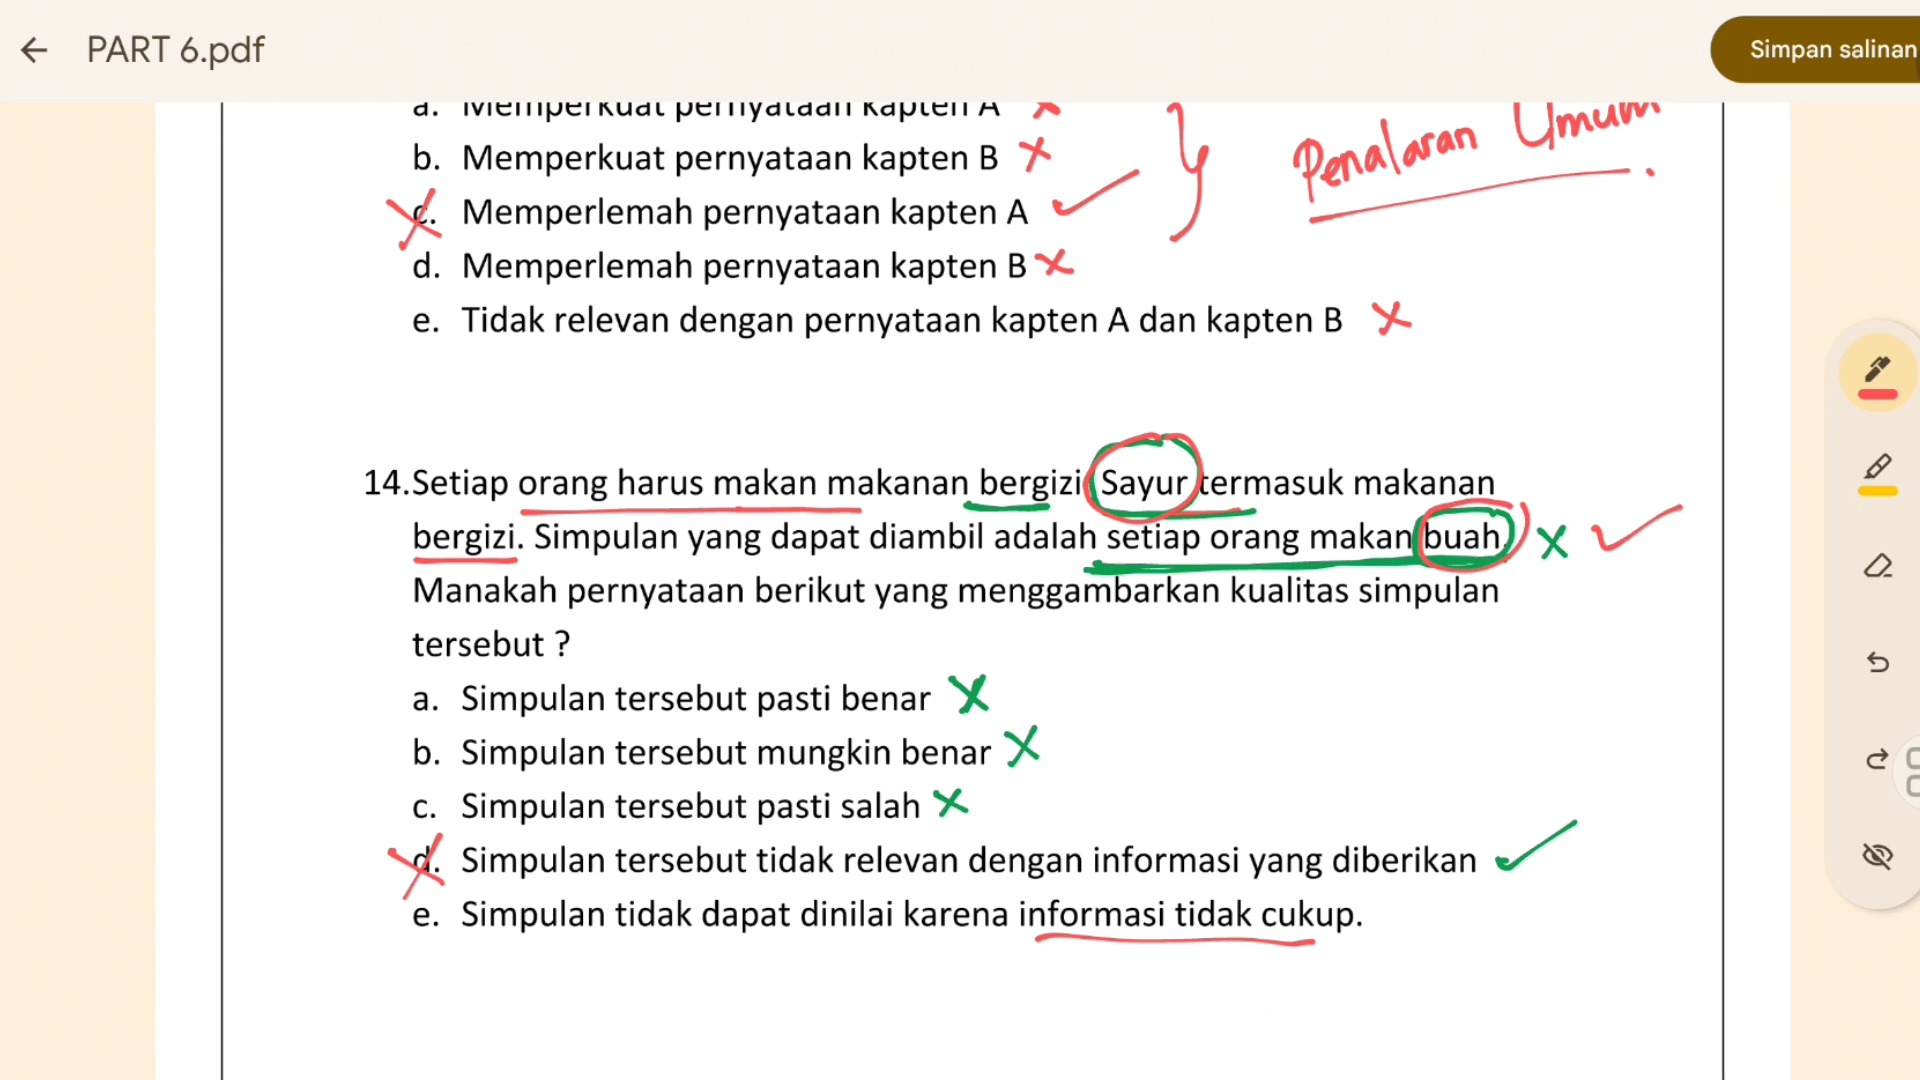 PART 6.pdf
Simpan salinan
a. Memperkuat pernyataan kapten A
b. Memperkuat pernyataan kapten B
c. Memperlemah pernyataan kapten A
d. Memperlemah pernyataan kapten B
e. Tidak relevan dengan pernyataan kapten A dan kapten B
Penalaran Umum.
14.Setiap orang harus makan makanan bergizi. Sayur termasuk makanan
bergizi. Simpulan yang dapat diambil adalah setiap orang makan buah.
Manakah pernyataan berikut yang menggambarkan kualitas simpulan
tersebut ?
a. Simpulan tersebut pasti benar
b. Simpulan tersebut mungkin benar
c. Simpulan tersebut pasti salah
d. Simpulan tersebut tidak relevan dengan informasi yang diberikan
e. Simpulan tidak dapat dinilai karena informasi tidak cukup.